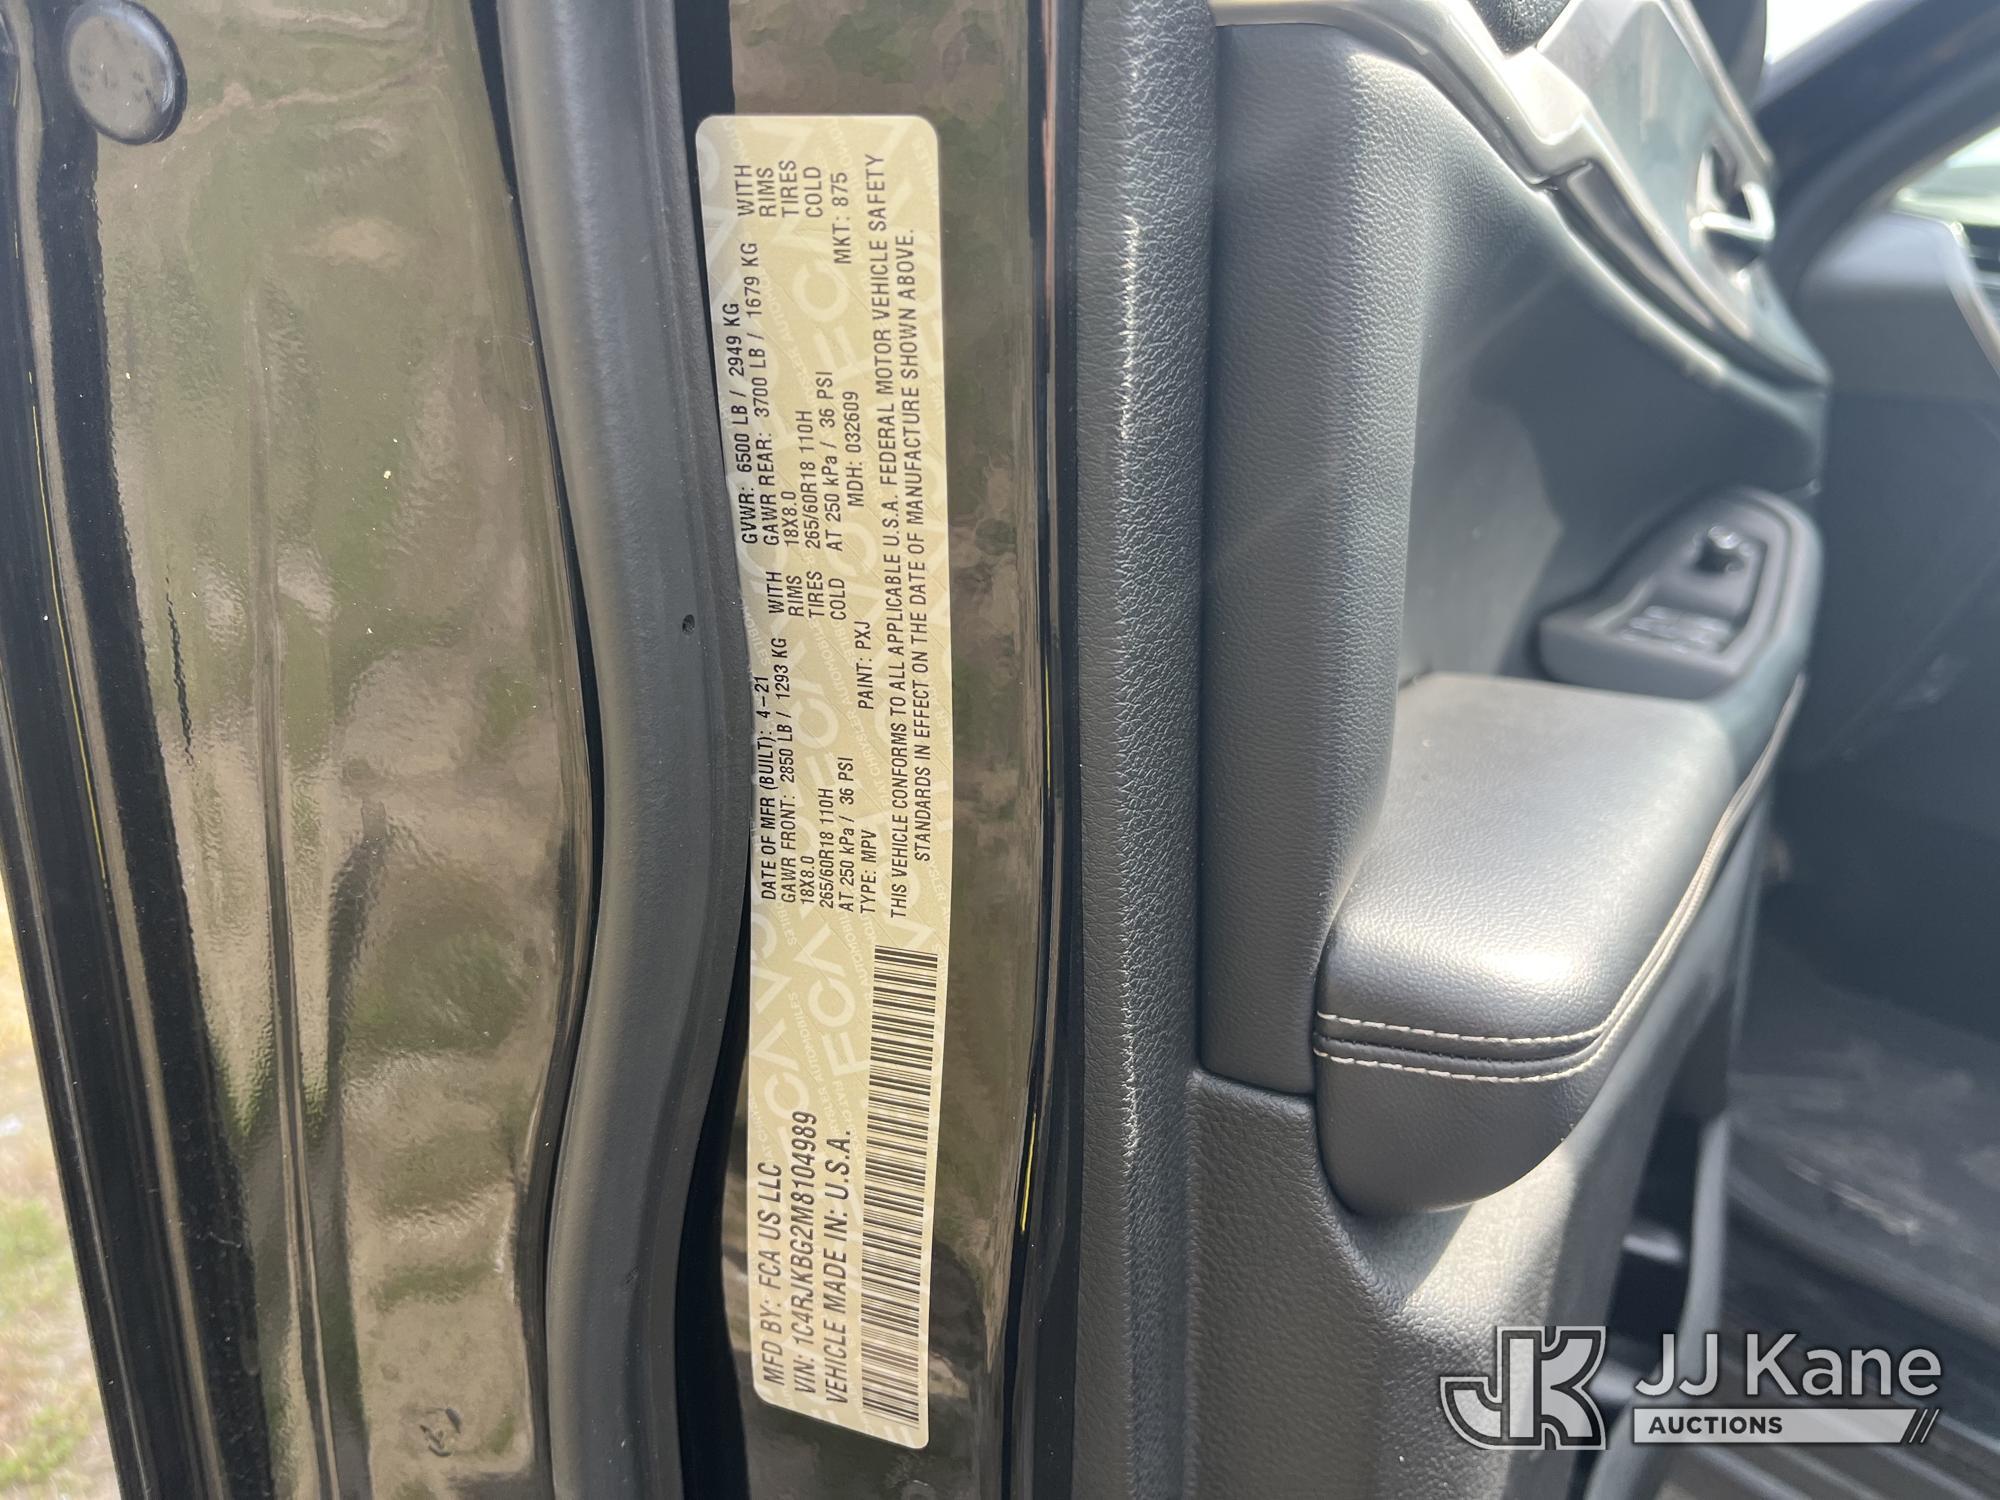 MFD BY: FCA US LLC
DATE OF MFR (BUILT): 4-21
GVWR: 6500 LB / 2949 KG
GAWR FRONT: 2850 LB / 1293 KG WITH
GAWR REAR: 3700 LB / 1679 KG WITH
18X8.0 RIMS
18X8.0 RIMS
265/60R18 110H TIRES
265/60R18 110H TIRES
AT 250 kPa / 36 PSI COLD
AT 250 kPa / 36 PSI COLD
VIN: 1C4RJKBG2M8104989
TYPE: MPV
PAINT: PXJ
MDH: 032609
MKT: 875
VEHICLE MADE IN: U.S.A.
THIS VEHICLE CONFORMS TO ALL APPLICABLE U.S.A. FEDERAL MOTOR VEHICLE SAFETY
STANDARDS IN EFFECT ON THE DATE OF MANUFACTURE SHOWN ABOVE.
JJ Kane
AUCTIONS